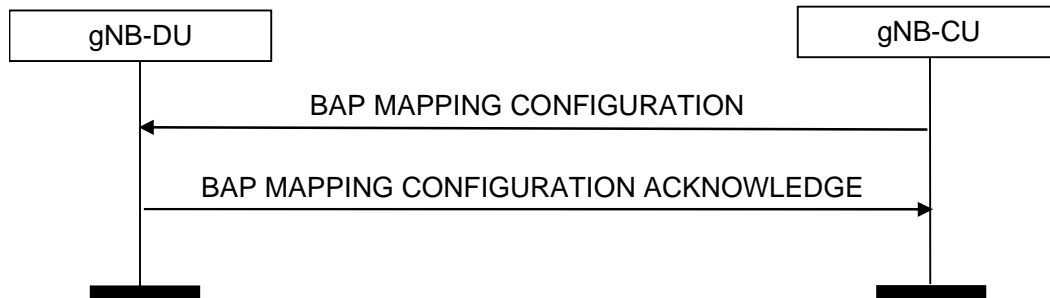 gNB-DU
gNB-CU
BAP MAPPING CONFIGURATION
BAP MAPPING CONFIGURATION ACKNOWLEDGE